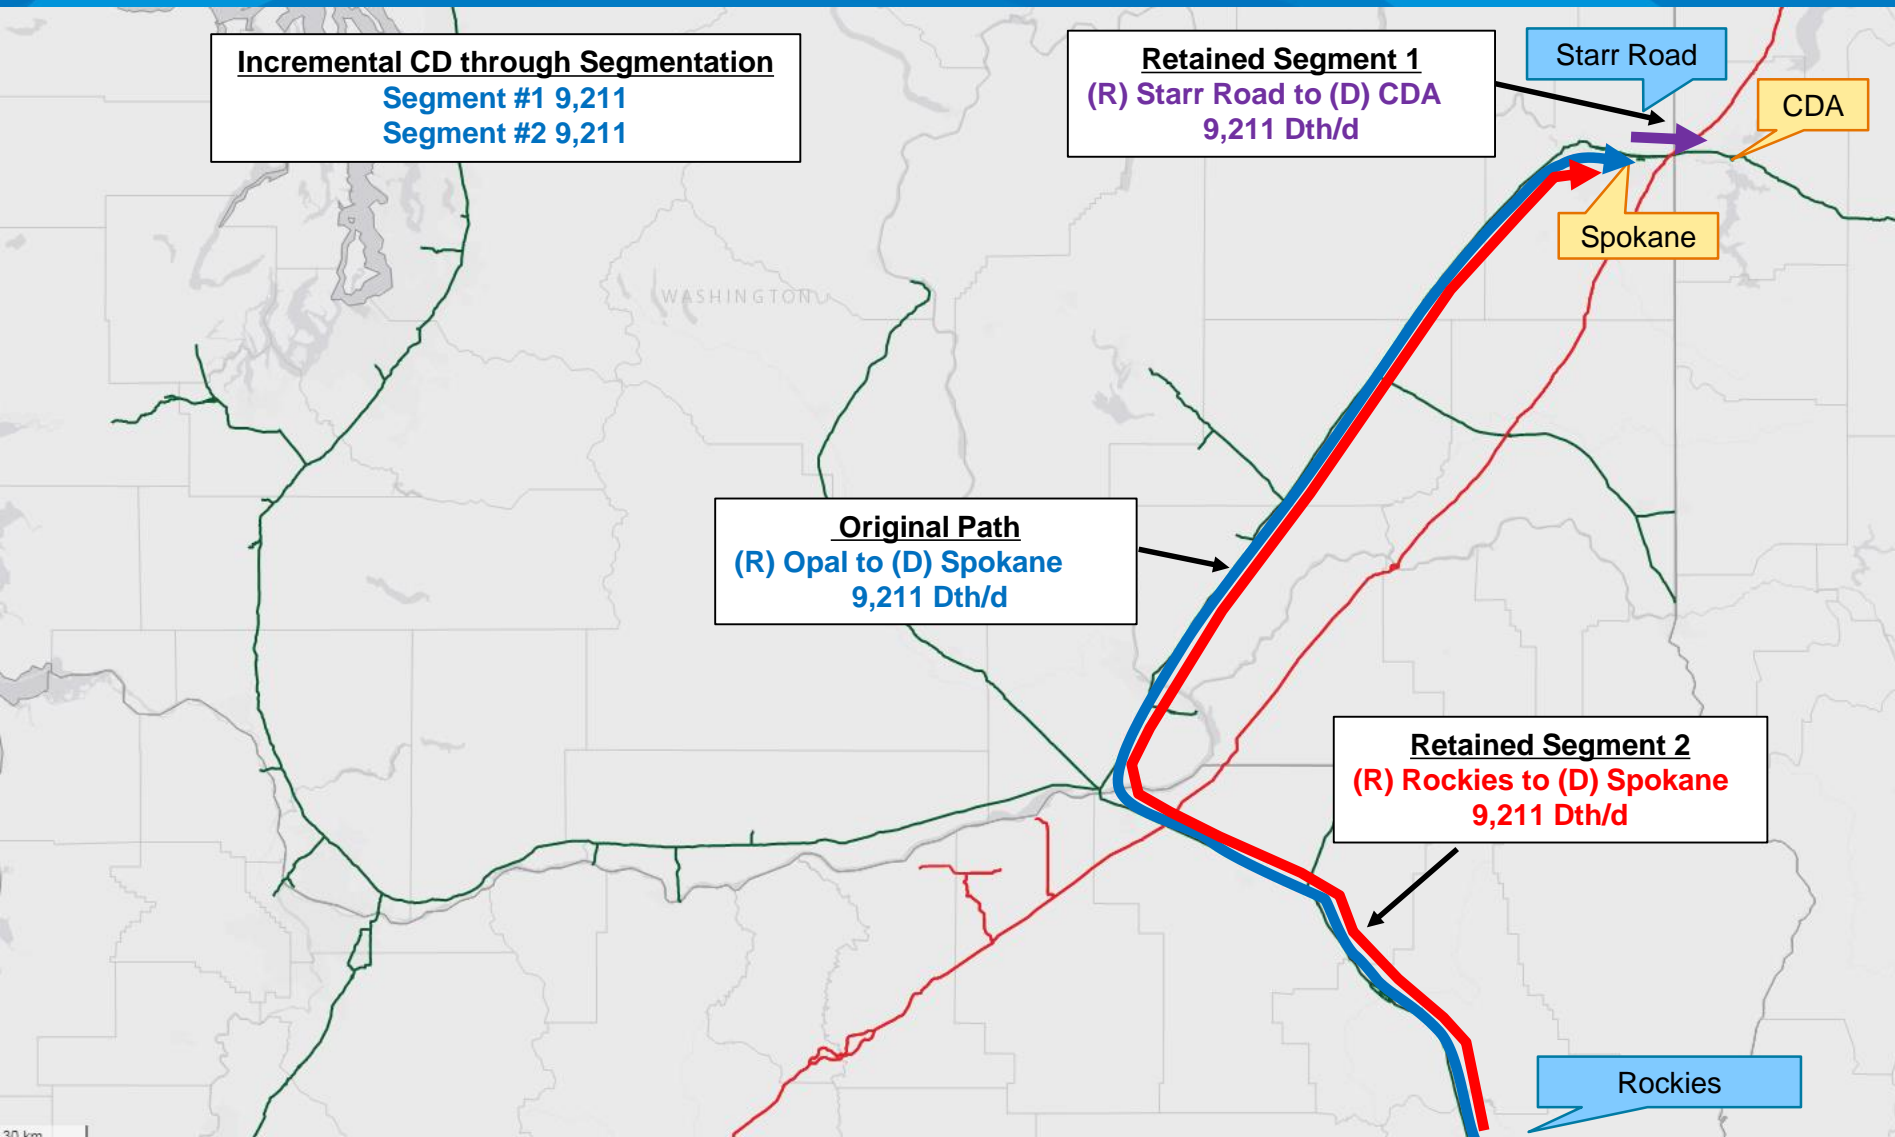 Incremental CD through Segmentation
Segment #1 9,211
Segment #2 9,211
Retained Segment 1
(R) Starr Road to (D) CDA
9,211 Dth/d
Starr Road
CDA
Spokane
WASHINGTON
Original Path
(R) Opal to (D) Spokane
9,211 Dth/d
Retained Segment 2
(R) Rockies to (D) Spokane
9,211 Dth/d
Rockies
30 km